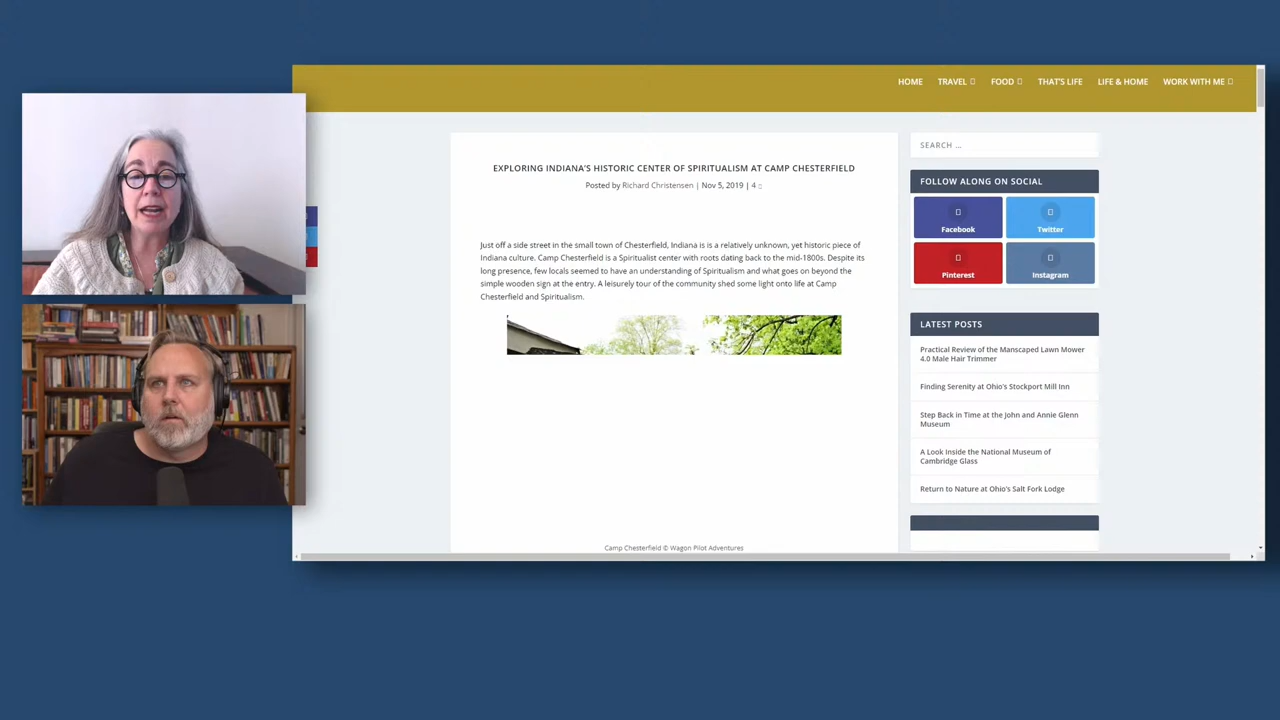 HOME TRAVEL FOOD THAT'S LIFE LIFE & HOME WORK WITH ME
EXPLORING INDIANA'S HISTORIC CENTER OF SPIRITUALISM AT CAMP CHESTERFIELD
Posted by Richard Christensen | Nov 5, 2019 | 4
Just off a side street in the small town of Chesterfield, Indiana is is a relatively unknown, yet historic piece of
Indiana culture. Camp Chesterfield is a Spiritualist center with roots dating back to the mid-1800s. Despite its
long presence, few locals seemed to have an understanding of Spiritualism and what goes on beyond the
simple wooden sign at the entry. A leisurely tour of the community shed some light onto life at Camp
Chesterfield and Spiritualism.
Camp Chesterfield © Wagon Pilot Adventures
SEARCH …
FOLLOW ALONG ON SOCIAL
Facebook
Twitter
Pinterest
Instagram
LATEST POSTS
Practical Review of the Manscaped Lawn Mower
4.0 Male Hair Trimmer
Finding Serenity at Ohio's Stockport Mill Inn
Step Back in Time at the John and Annie Glenn
Museum
A Look Inside the National Museum of
Cambridge Glass
Return to Nature at Ohio's Salt Fork Lodge